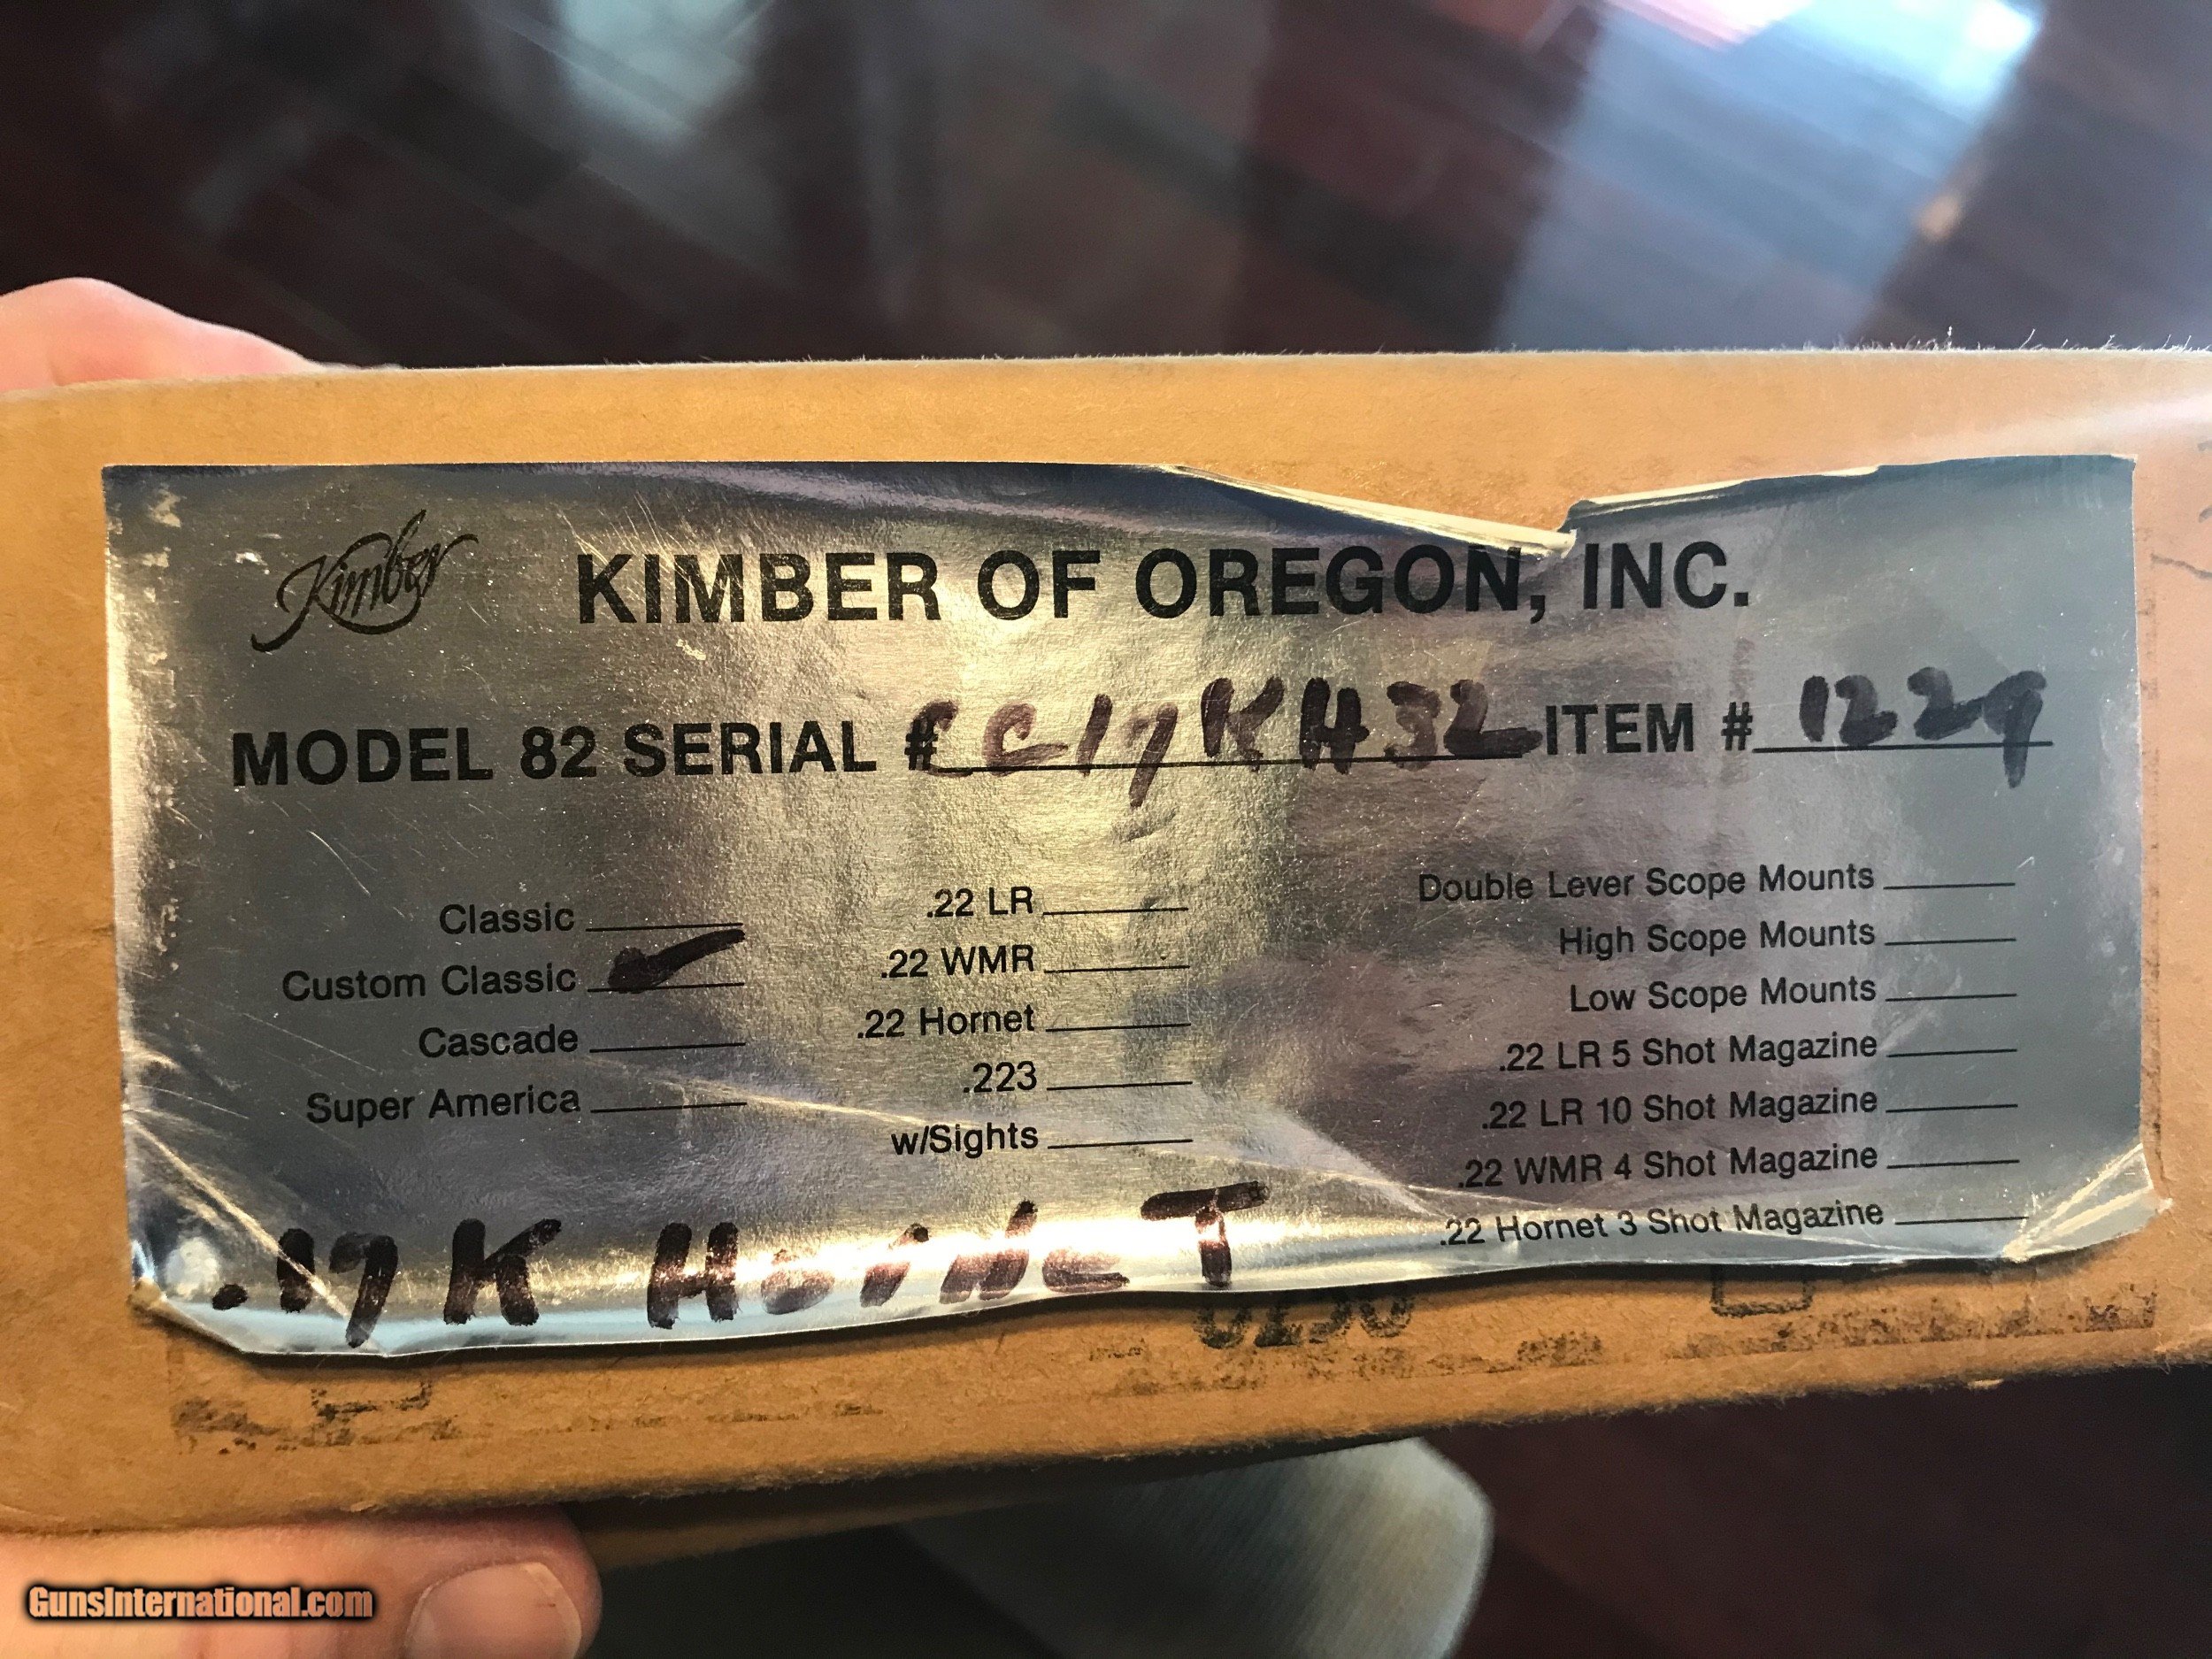 Kimber
KIMBER OF OREGON, INC.
MODEL 82 SERIAL # CC17KH32 ITEM # 1229
Classic
Custom Classic ✓
Cascade
Super America
.22 LR
.22 WMR
.22 Hornet
.223
w/Sights
Double Lever Scope Mounts
High Scope Mounts
Low Scope Mounts
.22 LR 5 Shot Magazine
.22 LR 10 Shot Magazine
.22 WMR 4 Shot Magazine
.22 Hornet 3 Shot Magazine
.17 K HorneT
GunsInternational.com